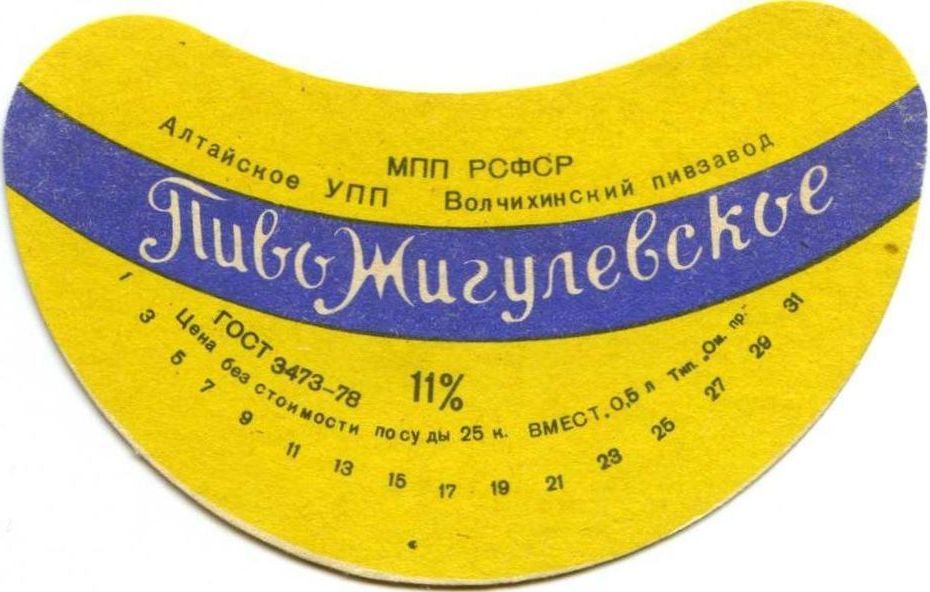 МПП РСФСР
Алтайское УПП Волчихинский пивзавод
Пиво Жигулевское
ГОСТ 3473-78 11%
Цена без стоимости посуды 25 к. ВМЕСТ. 0,5 л Тип. „Ом. пр."
1 3 5 7 9 11 13 15 17 19 21 23 25 27 29 31